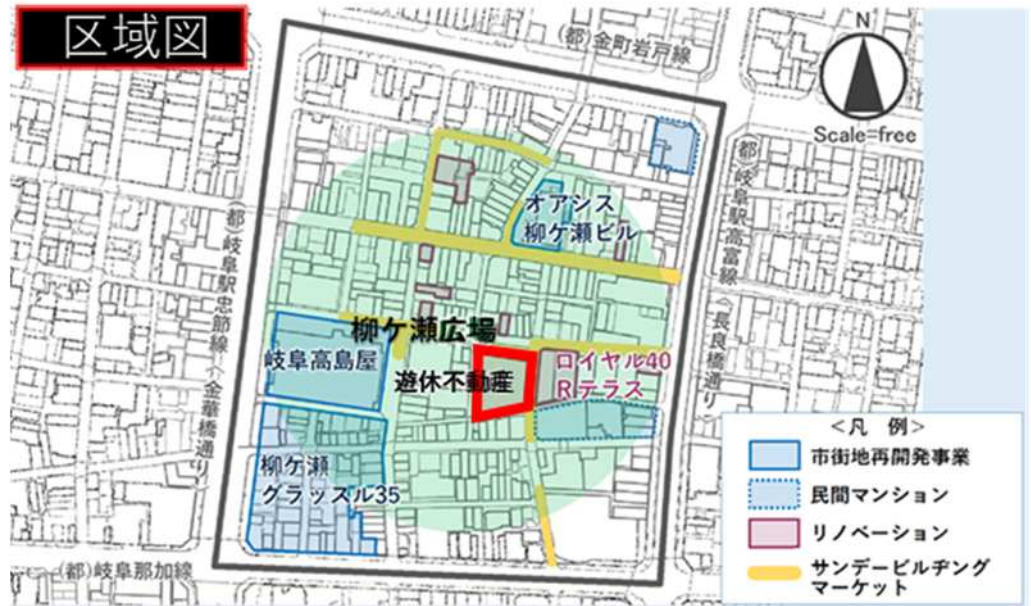 区域図
(都)金町岩戸線
N
Scale=free
(都)岐阜駅高富線
〈長良橋通り〉
(都)岐阜駅忠節線
〈金華橋通り〉
オアシス
柳ケ瀬ビル
柳ケ瀬広場
岐阜高島屋
遊休不動産
ロイヤル40
Rテラス
柳ケ瀬
グラッスル35
(都)岐阜那加線
<凡 例>
市街地再開発事業
民間マンション
リノベーション
サンデービルヂング
マーケット